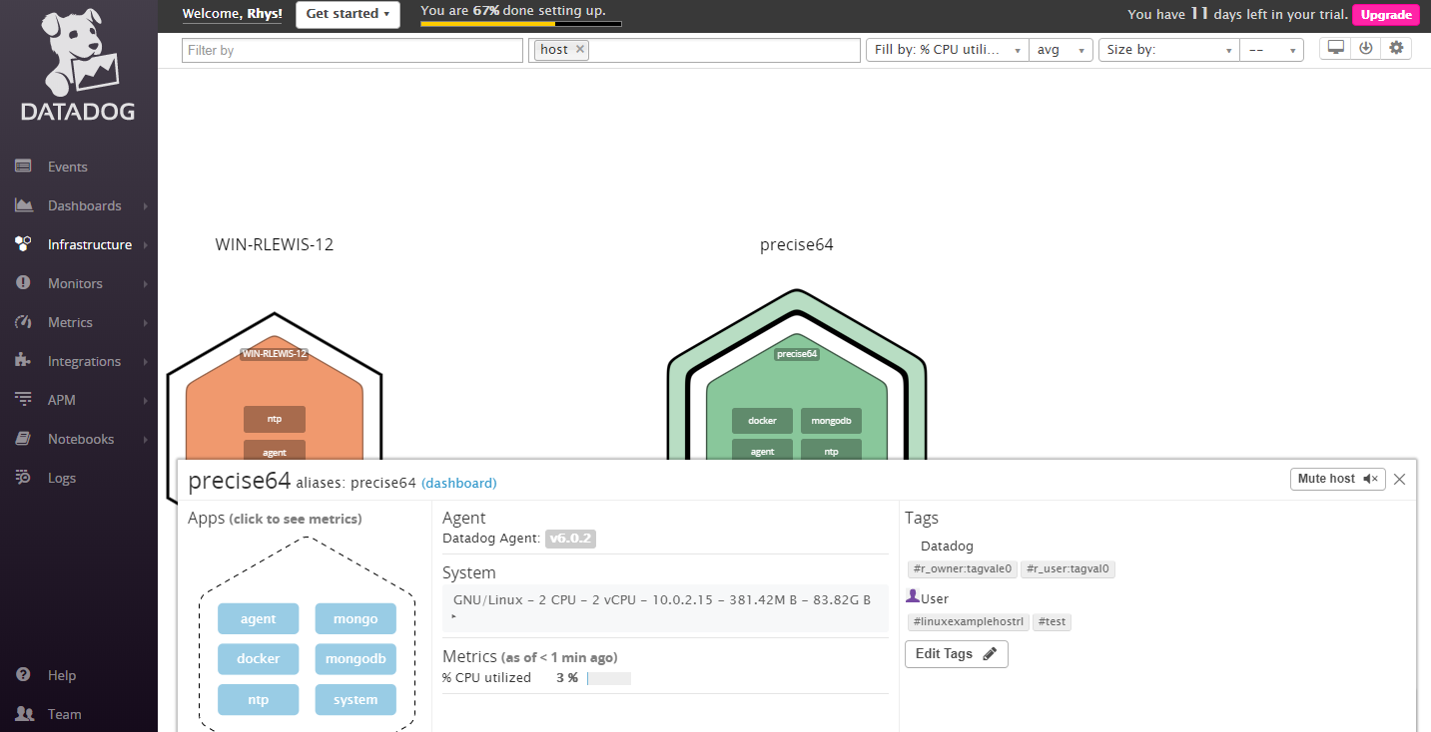 DATADOG
Events
Dashboards
Infrastructure
Monitors
Metrics
Integrations
APM
Notebooks
Logs
Help
Team
Welcome, Rhys!
Get started
You are 67% done setting up.
You have 11 days left in your trial.
Upgrade
Filter by
host
Fill by: % CPU utili...
avg
Size by:
--
WIN-RLEWIS-12
precise64
WIN-RLEWIS-12
ntp
agent
precise64
docker mongodb
agent ntp
precise64 aliases: precise64 (dashboard)
Mute host
Apps (click to see metrics)
agent mongo
docker mongodb
ntp system
Agent
Datadog Agent: v6.0.2
System
GNU/Linux - 2 CPU - 2 vCPU - 10.0.2.15 - 381.42M B - 83.82G B
Metrics (as of < 1 min ago)
% CPU utilized 3 %
Tags
Datadog
#r_owner:tagvale0 #r_user:tagval0
User
#linuxexamplehostrl #test
Edit Tags